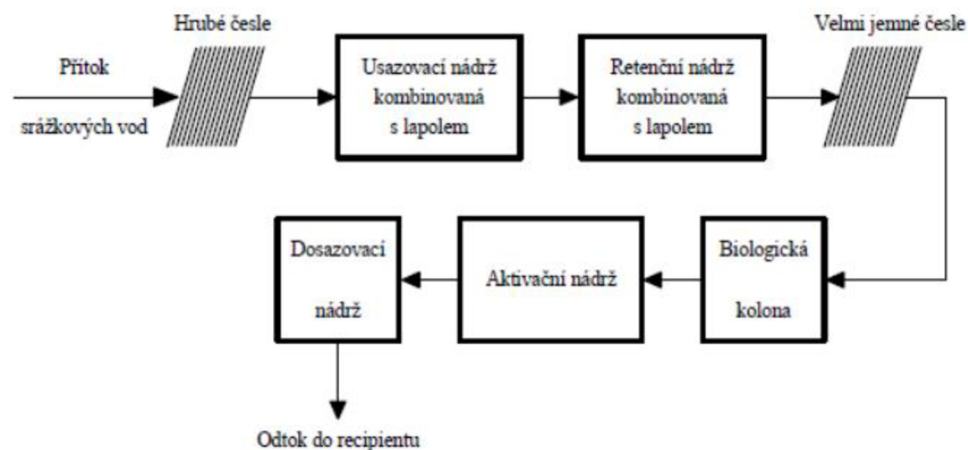 Hrubé česle
Přítok
srážkových vod
Usazovací nádrž
kombinovaná
s lapolem
Retenční nádrž
kombinovaná
s lapolem
Velmi jemné česle
Dosazovací
nádrž
Aktivační nádrž
Biologická
kolona
Odtok do recipientu